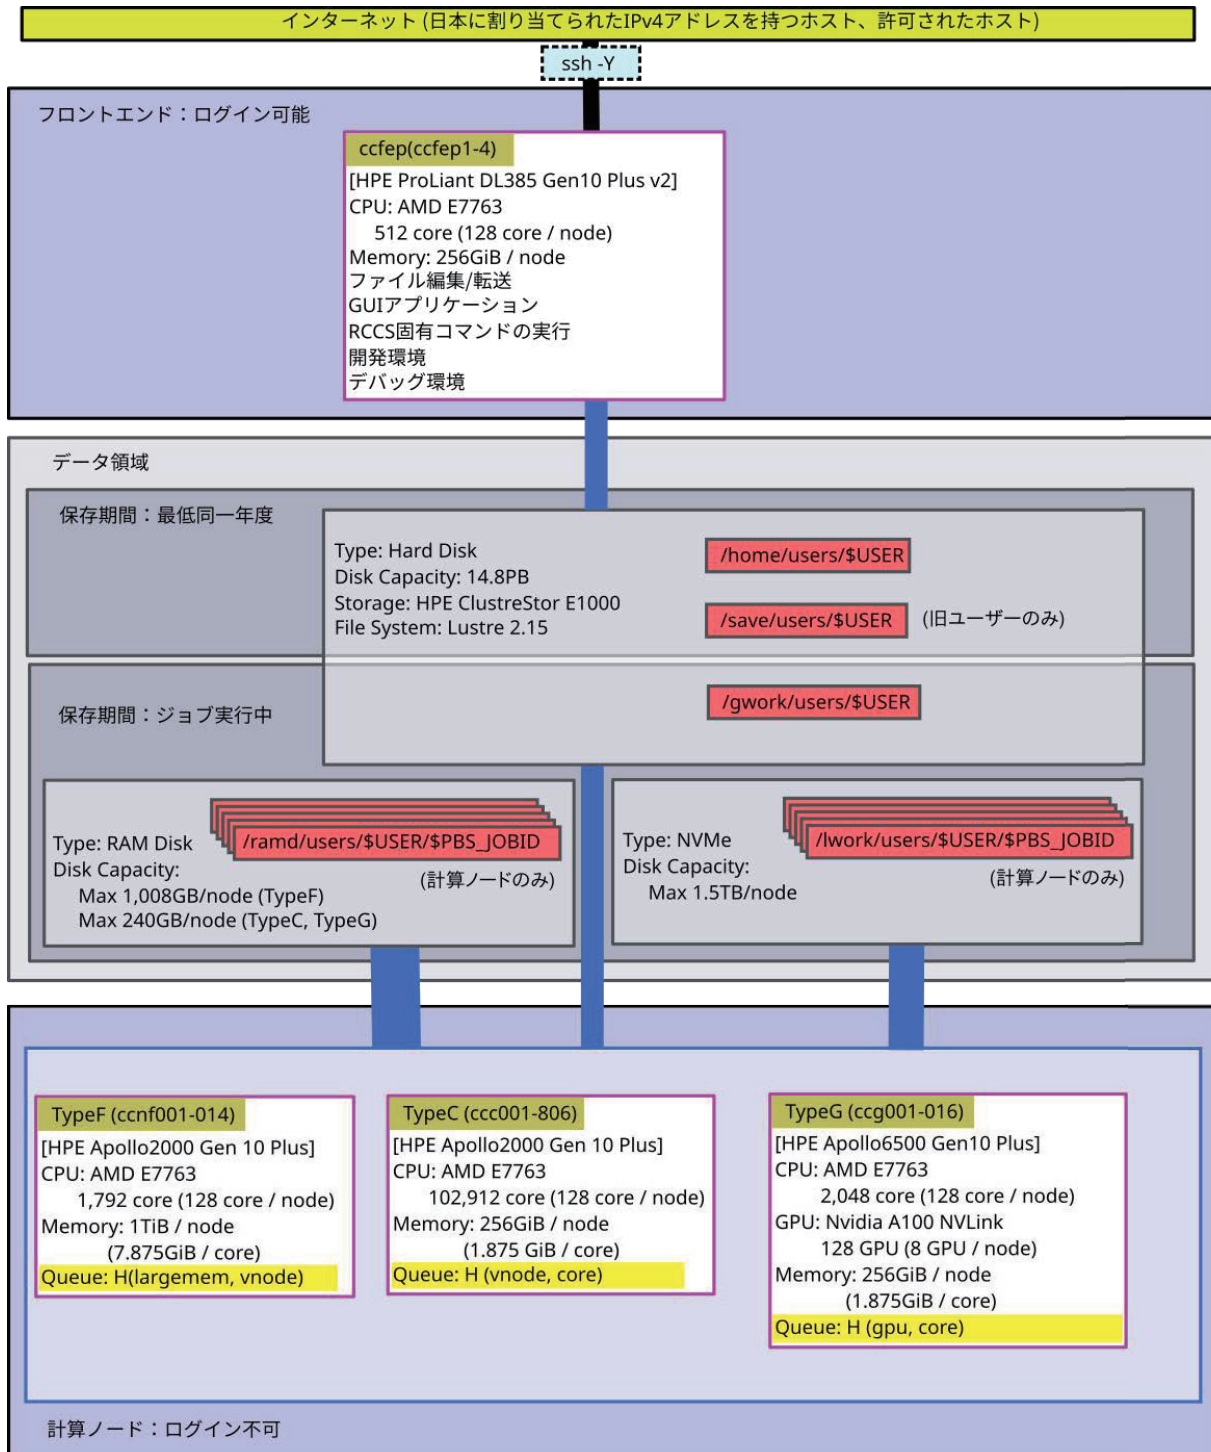 インターネット (日本に割り当てられたIPv4アドレスを持つホスト、許可されたホスト)
ssh -Y
フロントエンド：ログイン可能
ccfep(ccfep1-4)
[HPE ProLiant DL385 Gen10 Plus v2]
CPU: AMD E7763
512 core (128 core / node)
Memory: 256GiB / node
ファイル編集/転送
GUIアプリケーション
RCCS固有コマンドの実行
開発環境
デバッグ環境
データ領域
保存期間：最低同一年度
Type: Hard Disk
Disk Capacity: 14.8PB
Storage: HPE ClustreStor E1000
File System: Lustre 2.15
/home/users/$USER
/save/users/$USER
(旧ユーザーのみ)
保存期間：ジョブ実行中
/gwork/users/$USER
Type: RAM Disk
/ramd/users/$USER/$PBS_JOBID
Disk Capacity:
(計算ノードのみ)
Max 1,008GB/node (TypeF)
Max 240GB/node (TypeC, TypeG)
Type: NVMe
/lwork/users/$USER/$PBS_JOBID
Disk Capacity:
(計算ノードのみ)
Max 1.5TB/node
TypeF (ccnf001-014)
[HPE Apollo2000 Gen 10 Plus]
CPU: AMD E7763
1,792 core (128 core / node)
Memory: 1TiB / node
(7.875GiB / core)
Queue: H(largemem, vnode)
TypeC (ccc001-806)
[HPE Apollo2000 Gen 10 Plus]
CPU: AMD E7763
102,912 core (128 core / node)
Memory: 256GiB / node
(1.875 GiB / core)
Queue: H (vnode, core)
TypeG (ccg001-016)
[HPE Apollo6500 Gen10 Plus]
CPU: AMD E7763
2,048 core (128 core / node)
GPU: Nvidia A100 NVLink
128 GPU (8 GPU / node)
Memory: 256GiB / node
(1.875GiB / core)
Queue: H (gpu, core)
計算ノード：ログイン不可